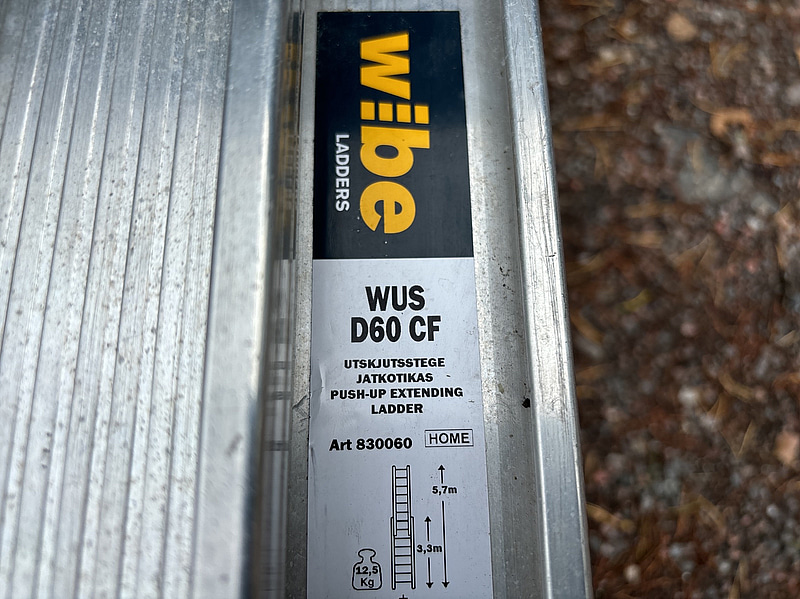 wibe
LADDERS
WUS
D60 CF
UTSKJUTSSTEGE
JATKOTIKAS
PUSH-UP EXTENDING
LADDER
Art 830060 HOME
5,7m
3,3m
12,5
Kg